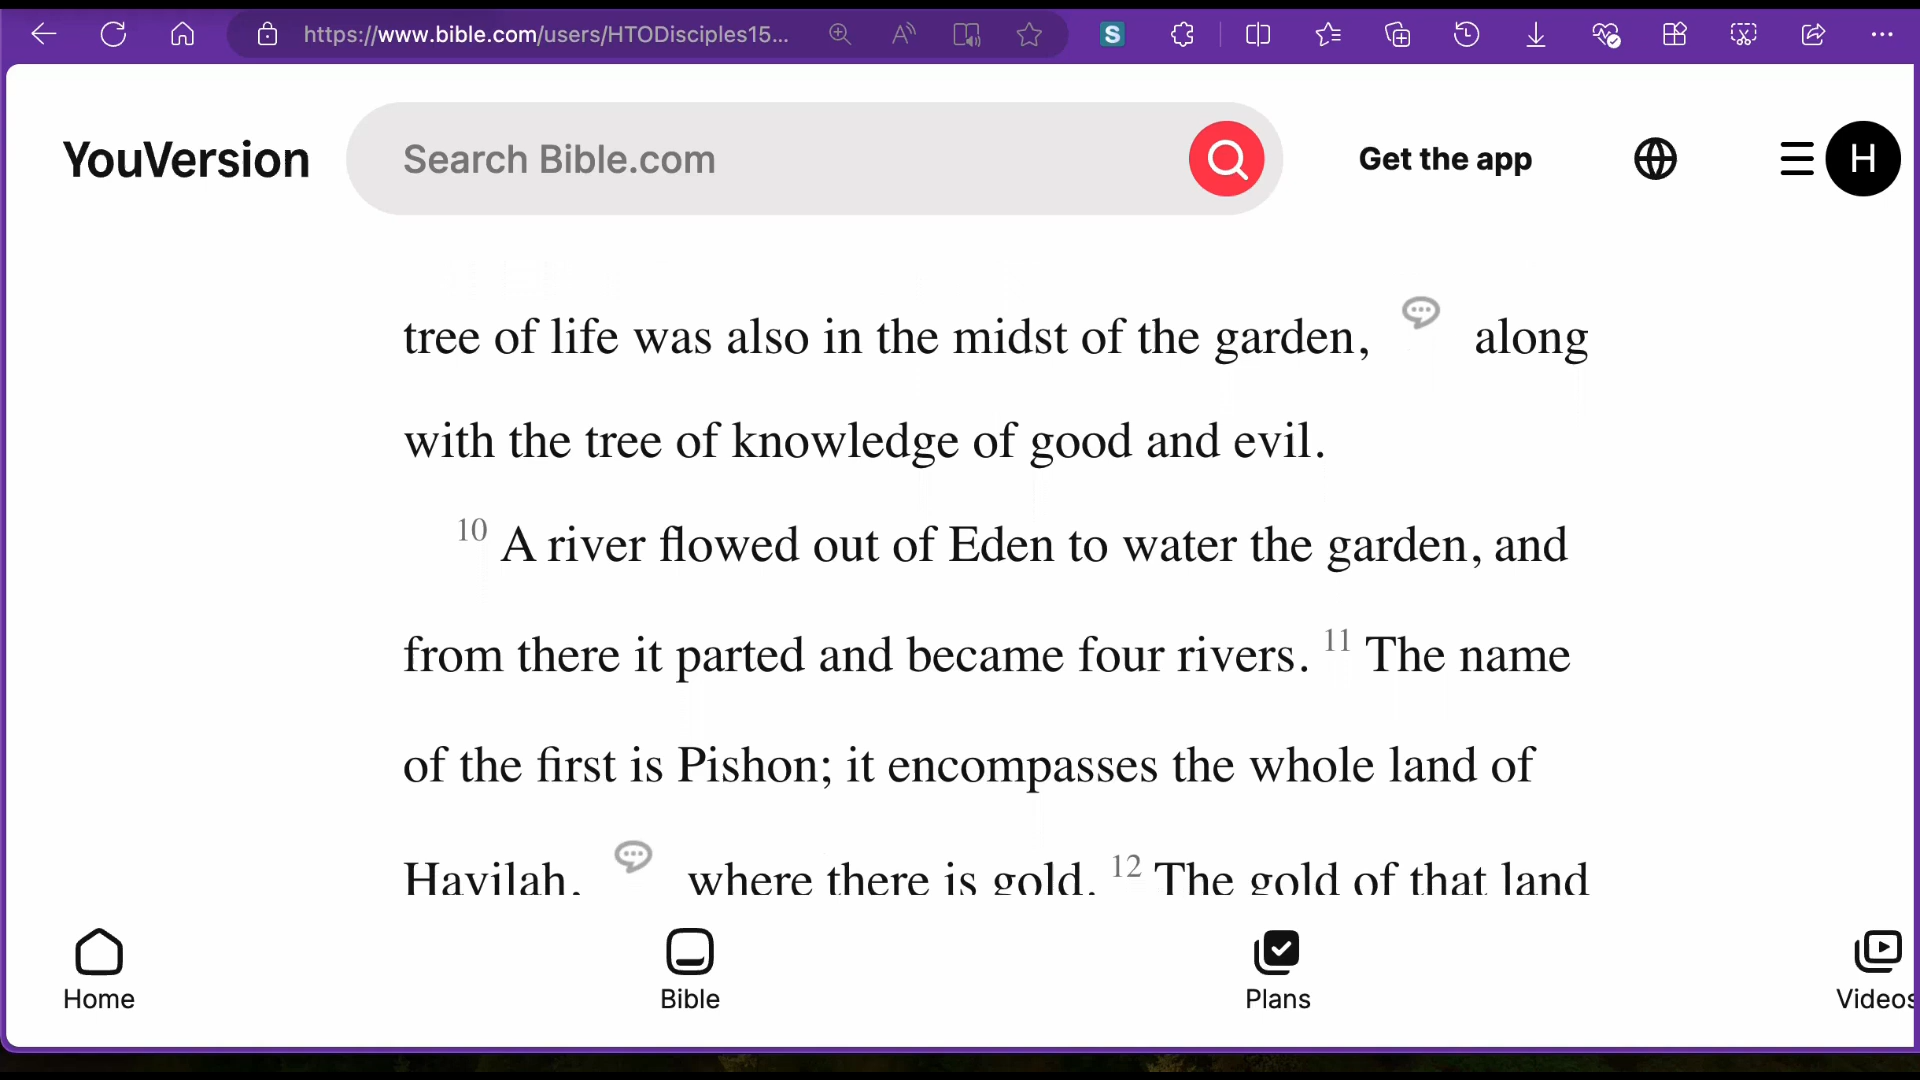 https://www.bible.com/users/HTODisciples15...
S
YouVersion
Search Bible.com
Get the app
H
tree of life was also in the midst of the garden, along
with the tree of knowledge of good and evil.
10 A river flowed out of Eden to water the garden, and
from there it parted and became four rivers. 11 The name
of the first is Pishon; it encompasses the whole land of
Havilah, where there is gold. 12 The gold of that land
Home
Bible
Plans
Videos